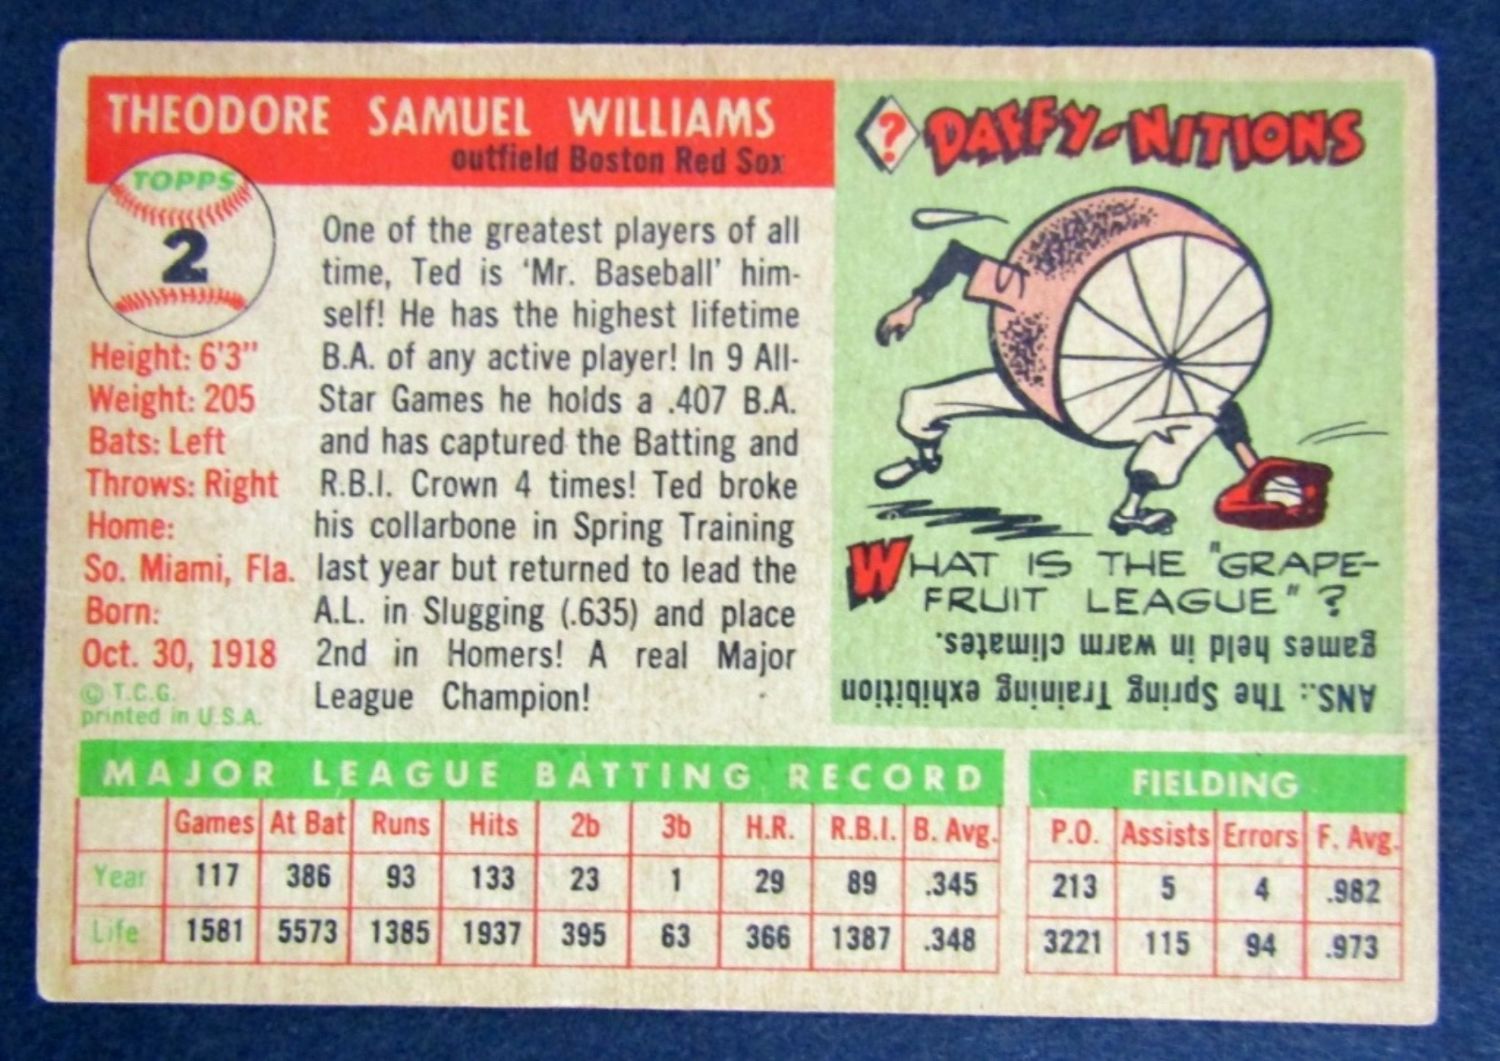 THEODORE SAMUEL WILLIAMS
outfield Boston Red Sox
TOPPS
2
Height: 6'3"
Weight: 205
Bats: Left
Throws: Right
Home:
So. Miami, Fla.
Born:
Oct. 30, 1918
© T.C.G.
printed in U.S.A.
One of the greatest players of all
time, Ted is 'Mr. Baseball' him-
self! He has the highest lifetime
B.A. of any active player! In 9 All-
Star Games he holds a .407 B.A.
and has captured the Batting and
R.B.I. Crown 4 times! Ted broke
his collarbone in Spring Training
last year but returned to lead the
A.L. in Slugging (.635) and place
2nd in Homers! A real Major
League Champion!
? DAFFY-NITIONS
WHAT IS THE "GRAPE-
FRUIT LEAGUE"?
ANS.: The Spring Training exhibition
games held in warm climates.
MAJOR LEAGUE BATTING RECORD
Games At Bat Runs Hits 2b 3b H.R. R.B.I. B. Avg.
Year 117 386 93 133 23 1 29 89 .345
Life 1581 5573 1385 1937 395 63 366 1387 .348
FIELDING
P.O. Assists Errors F. Avg.
213 5 4 .982
3221 115 94 .973